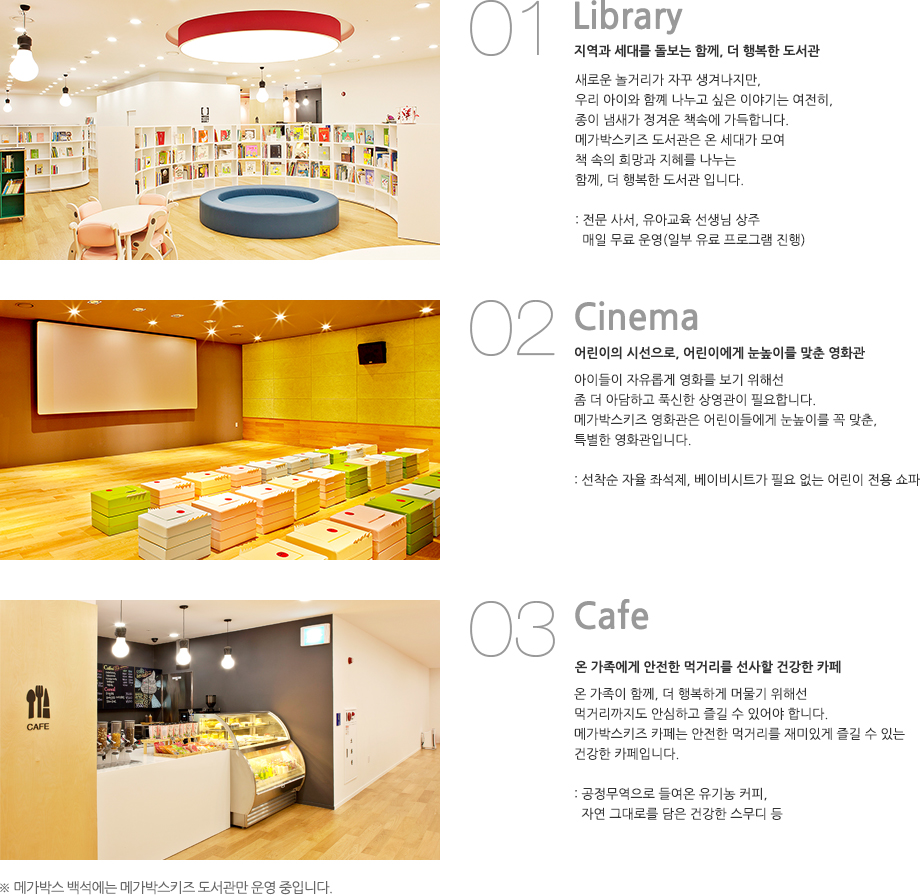 01
Library
지역과 세대를 돌보는 함께, 더 행복한 도서관
새로운 놀거리가 자꾸 생겨나지만,
우리 아이와 함께 나누고 싶은 이야기는 여전히,
종이 냄새가 정겨운 책속에 가득합니다.
메가박스키즈 도서관은 온 세대가 모여
책 속의 희망과 지혜를 나누는
함께, 더 행복한 도서관 입니다.
: 전문 사서, 유아교육 선생님 상주
매일 무료 운영(일부 유료 프로그램 진행)
02
Cinema
어린이의 시선으로, 어린이에게 눈높이를 맞춘 영화관
아이들이 자유롭게 영화를 보기 위해선
좀 더 아담하고 푹신한 상영관이 필요합니다.
메가박스키즈 영화관은 어린이들에게 눈높이를 꼭 맞춘,
특별한 영화관입니다.
: 선착순 자율 좌석제, 베이비시트가 필요 없는 어린이 전용 쇼파
03
Cafe
온 가족에게 안전한 먹거리를 선사할 건강한 카페
온 가족이 함께, 더 행복하게 머물기 위해선
먹거리까지도 안심하고 즐길 수 있어야 합니다.
메가박스키즈 카페는 안전한 먹거리를 재미있게 즐길 수 있는
건강한 카페입니다.
: 공정무역으로 들여온 유기농 커피,
자연 그대로를 담은 건강한 스무디 등
CAFE
※ 메가박스 백석에는 메가박스키즈 도서관만 운영 중입니다.